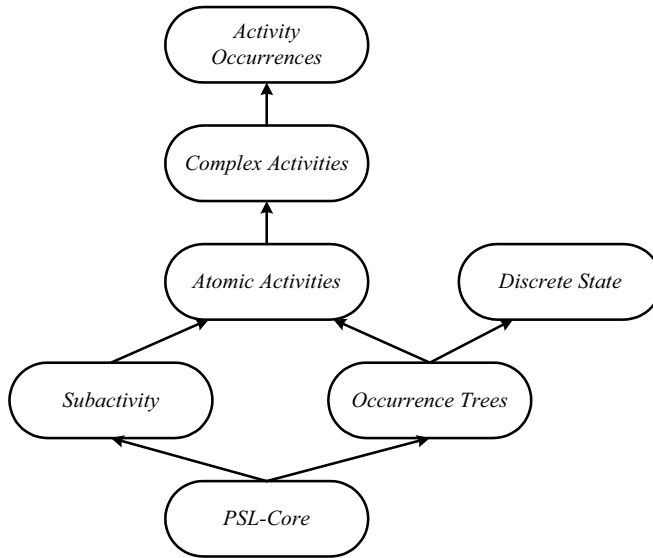 Activity
Occurrences
Complex Activities
Atomic Activities
Discrete State
Subactivity
Occurrence Trees
PSL-Core